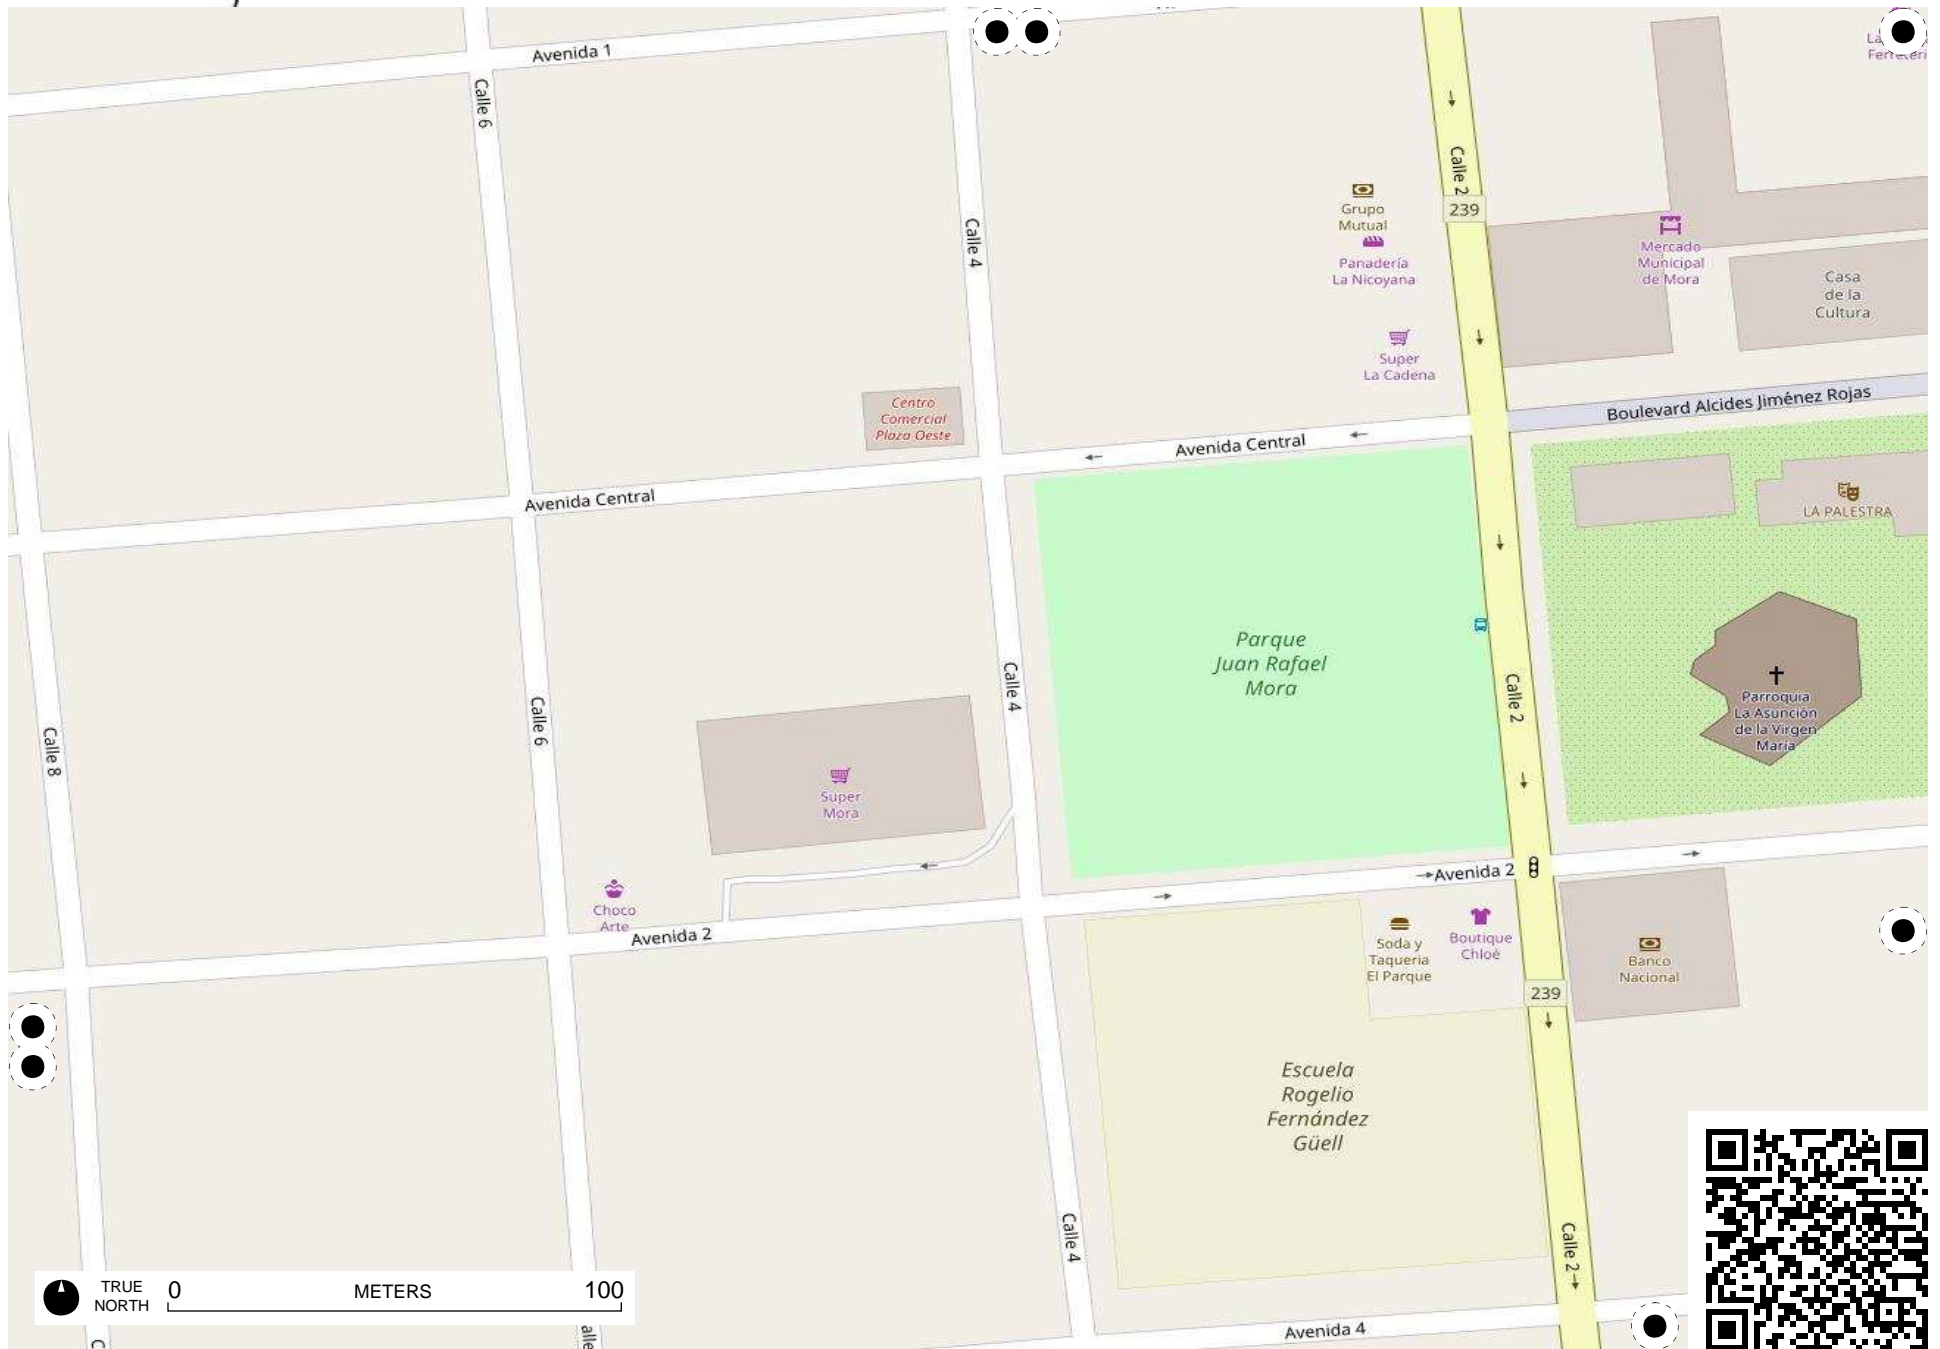 Avenida 1
Calle 6
Calle 4
Calle 2
239
Grupo
Mutual
Panadería
La Nicoyana
Super
La Cadena
Mercado
Municipal
de Mora
Casa
de la
Cultura
Boulevard Alcides Jiménez Rojas
Centro
Comercial
Plaza Oeste
Avenida Central
Avenida Central
LA PALESTRA
Parque
Juan Rafael
Mora
Calle 4
Calle 2
Calle 6
Calle 8
Parroquia
La Asunción
de la Virgen
María
Super
Mora
Choco
Arte
Avenida 2
Avenida 2
Soda y
Taqueria
El Parque
Boutique
Chloé
Banco
Nacional
239
Escuela
Rogelio
Fernández
Güell
Calle 4
Calle 2
Avenida 4
TRUE
NORTH
0 METERS 100